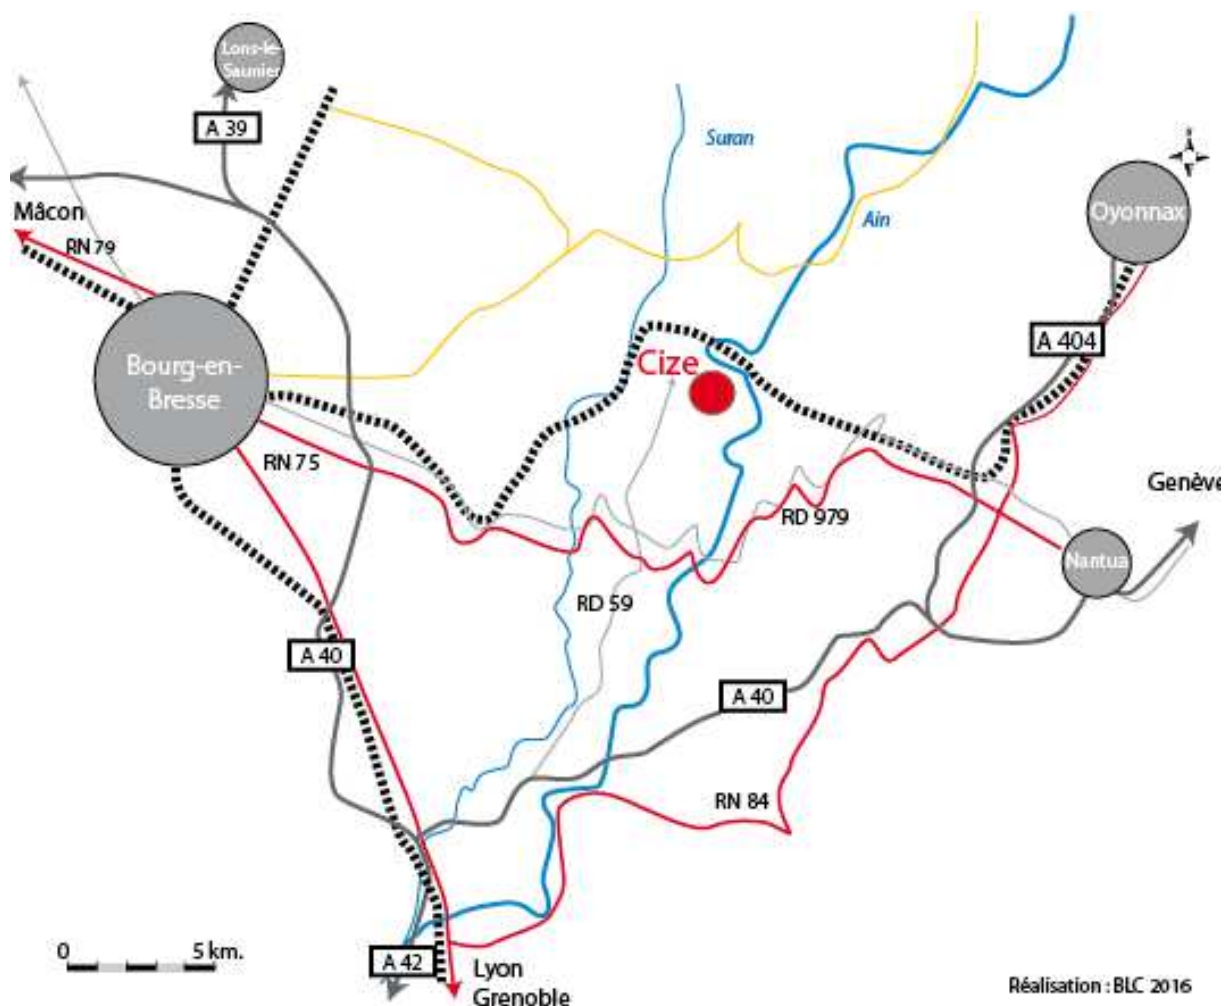 Lons-le-
Saunier
A 39
Suran
Mâcon
RN 79
Ain
Oyonnax
A 404
Bourg-en-
Bresse
Cize
RN 75
Genève
RD 979
Nantua
RD 59
A 40
A 40
RN 84
0
5 km.
A 42
Lyon
Grenoble
Réalisation : BLC 2016